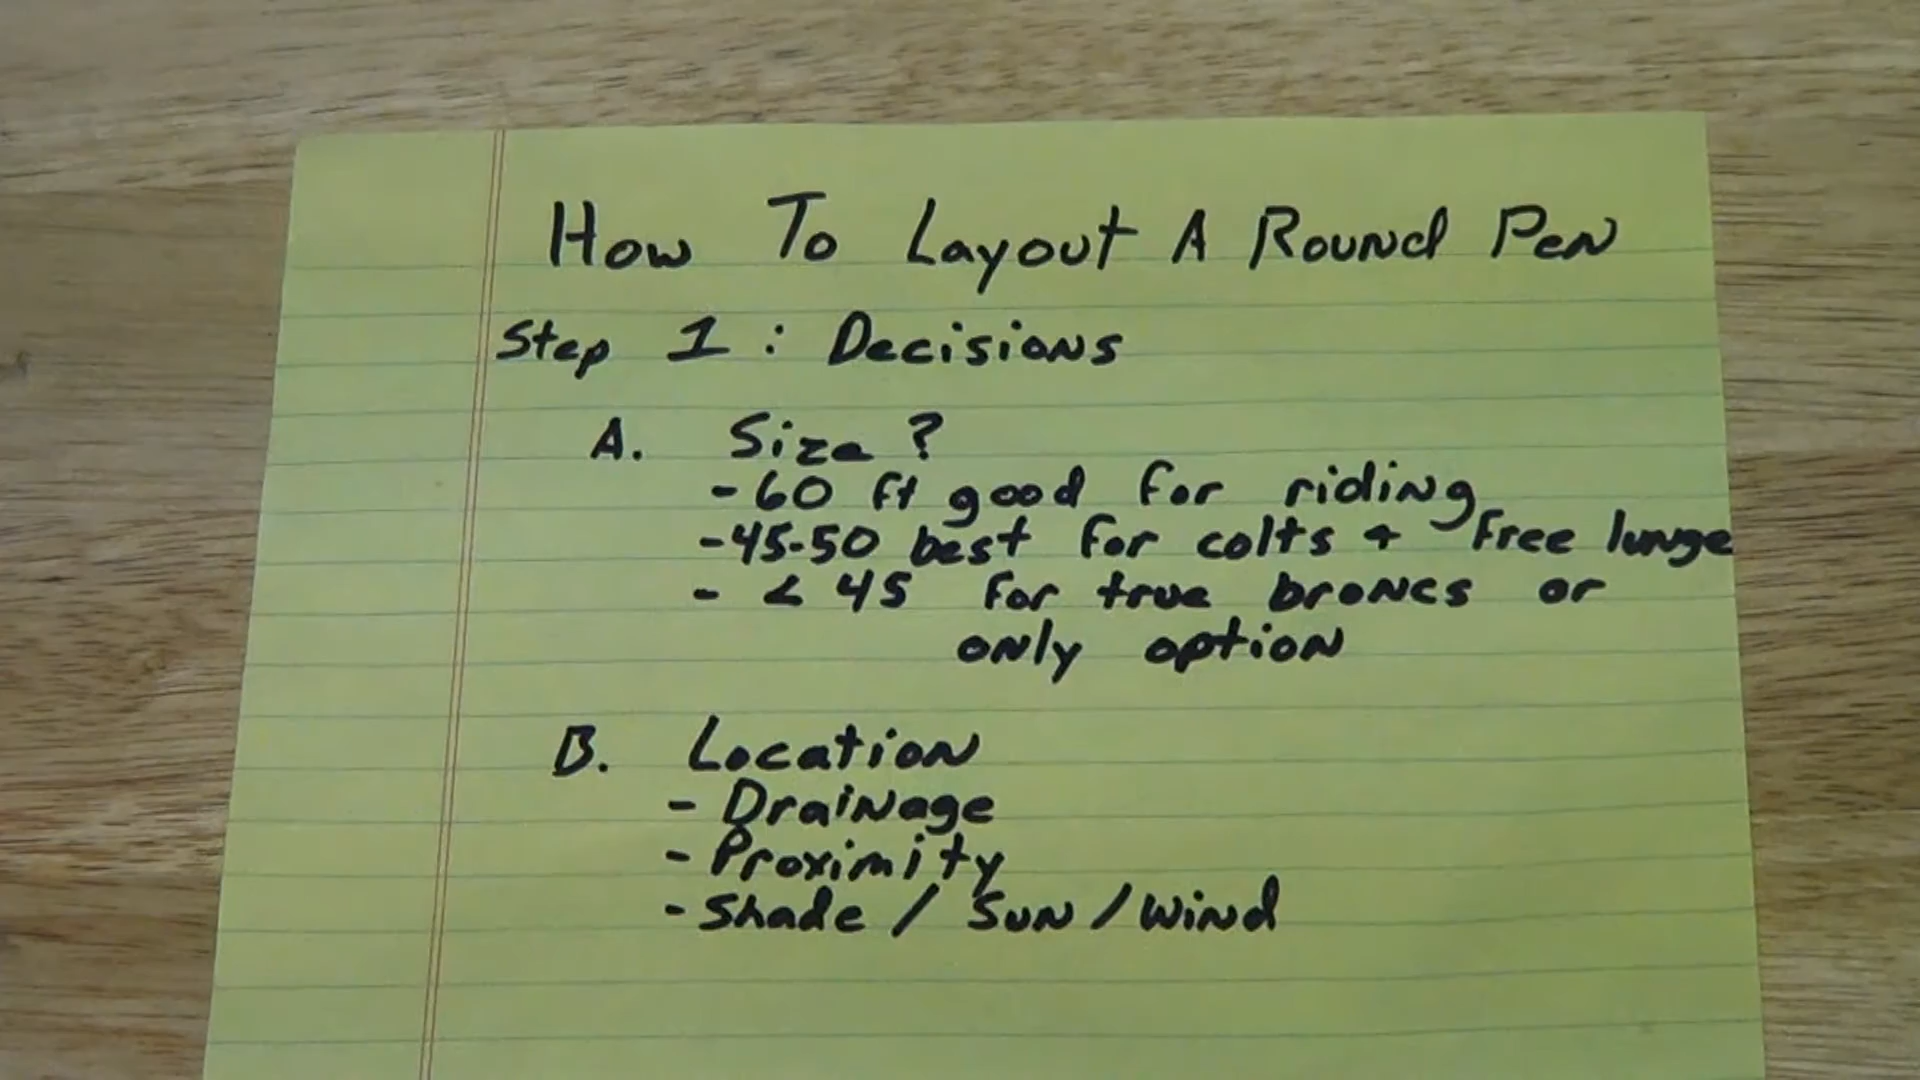 How To Layout A Round Pen
Step 1 : Decisions
A. Size ?
- 60 ft good for riding
- 45-50 best for colts + free lunge
- < 45 for true broncs or
only option
B. Location
- Drainage
- Proximity
- Shade / Sun / Wind